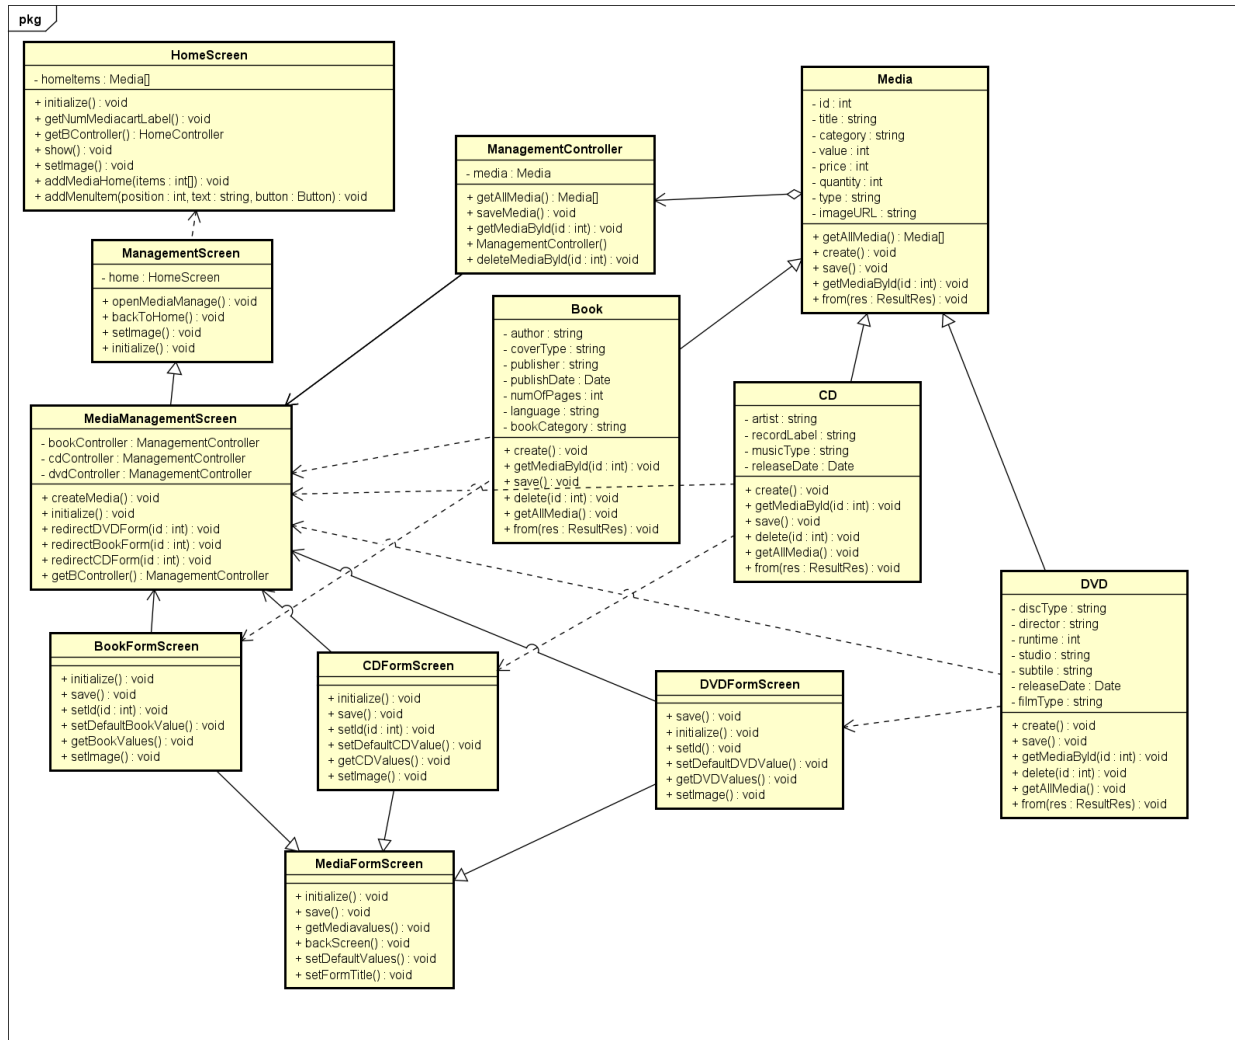 pkg
HomeScreen
- homeItems : Media[]
+ initialize() : void
+ getNumMediacartLabel() : void
+ getBController() : HomeController
+ show() : void
+ setImage() : void
+ addMediaHome(items : int[]) : void
+ addMenuItem(position : int, text : string, button : Button) : void
ManagementScreen
- home : HomeScreen
+ openMediaManage() : void
+ backToHome() : void
+ setImage() : void
+ initialize() : void
MediaManagementScreen
- bookController : ManagementController
- cdController : ManagementController
- dvdController : ManagementController
+ createMedia() : void
+ initialize() : void
+ redirectDVDForm(id : int) : void
+ redirectBookForm(id : int) : void
+ redirectCDForm(id : int) : void
+ getBController() : ManagementController
ManagementController
- media : Media
+ getAllMedia() : Media[]
+ saveMedia() : void
+ getMediaById(id : int) : void
+ ManagementController()
+ deleteMediaById(id : int) : void
Media
- id : int
- title : string
- category : string
- value : int
- price : int
- quantity : int
- type : string
- imageURL : string
+ getAllMedia() : Media[]
+ create() : void
+ save() : void
+ getMediaById(id : int) : void
+ from(res : ResultRes) : void
Book
- author : string
- coverType : string
- publisher : string
- publishDate : Date
- numOfPages : int
- language : string
- bookCategory : string
+ create() : void
+ getMediaById(id : int) : void
+ save() : void
+ delete(id : int) : void
+ getAllMedia() : void
+ from(res : ResultRes) : void
CD
- artist : string
- recordLabel : string
- musicType : string
- releaseDate : Date
+ create() : void
+ getMediaById(id : int) : void
+ save() : void
+ delete(id : int) : void
+ getAllMedia() : void
+ from(res : ResultRes) : void
DVD
- discType : string
- director : string
- runtime : int
- studio : string
- subtile : string
- releaseDate : Date
- filmType : string
+ create() : void
+ save() : void
+ getMediaById(id : int) : void
+ delete(id : int) : void
+ getAllMedia() : void
+ from(res : ResultRes) : void
BookFormScreen
+ initialize() : void
+ save() : void
+ setId(id : int) : void
+ setDefaultBookValue() : void
+ getBookValues() : void
+ setImage() : void
CDFormScreen
+ initialize() : void
+ save() : void
+ setId(id : int) : void
+ setDefaultCDValue() : void
+ getCDValues() : void
+ setImage() : void
DVDFormScreen
+ save() : void
+ initialize() : void
+ setId() : void
+ setDefaultDVDValue() : void
+ getDVDValues() : void
+ setImage() : void
MediaFormScreen
+ initialize() : void
+ save() : void
+ getMediavalues() : void
+ backScreen() : void
+ setDefaultValues() : void
+ setFormTitle() : void